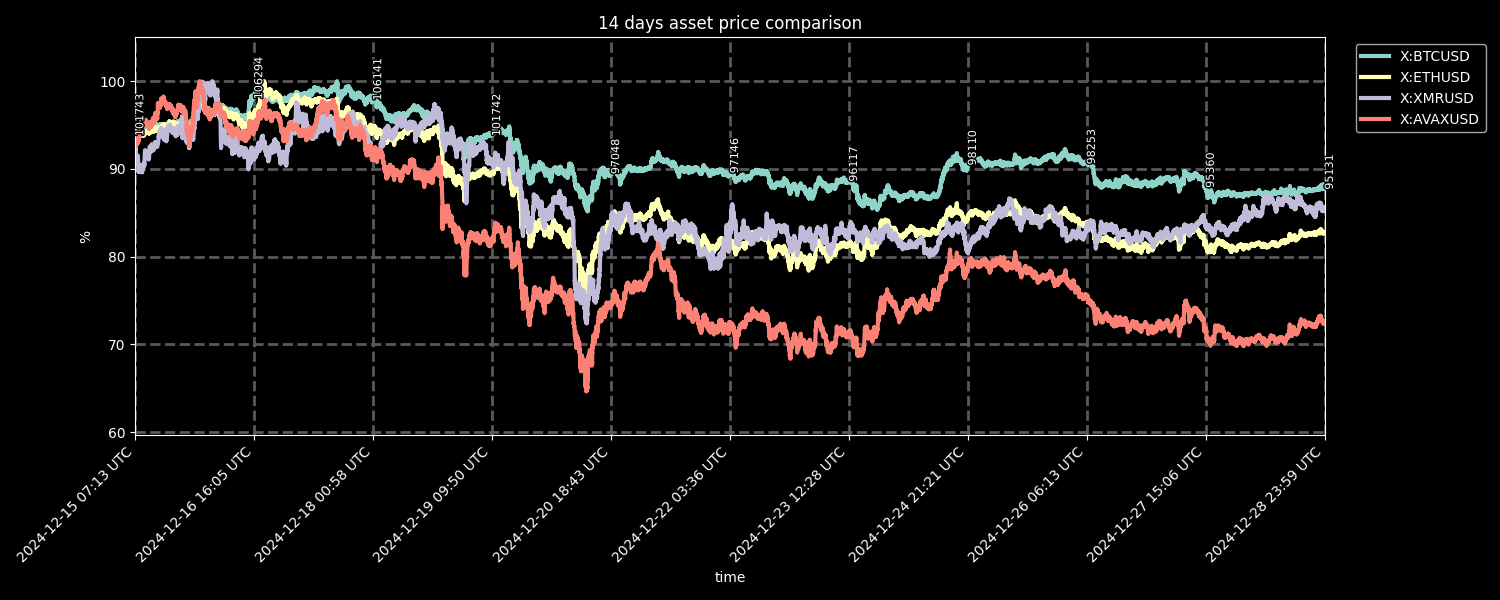 14 days asset price comparison
X:BTCUSD
X:ETHUSD
X:XMRUSD
X:AVAXUSD
100
90
80
70
60
%
101743
106294
106141
101742
97048
97146
96117
98110
98253
95360
95131
2024-12-15 07:13 UTC
2024-12-16 16:05 UTC
2024-12-18 00:58 UTC
2024-12-19 09:50 UTC
2024-12-20 18:43 UTC
2024-12-22 03:36 UTC
2024-12-23 12:28 UTC
2024-12-24 21:21 UTC
2024-12-26 06:13 UTC
2024-12-27 15:06 UTC
2024-12-28 23:59 UTC
time